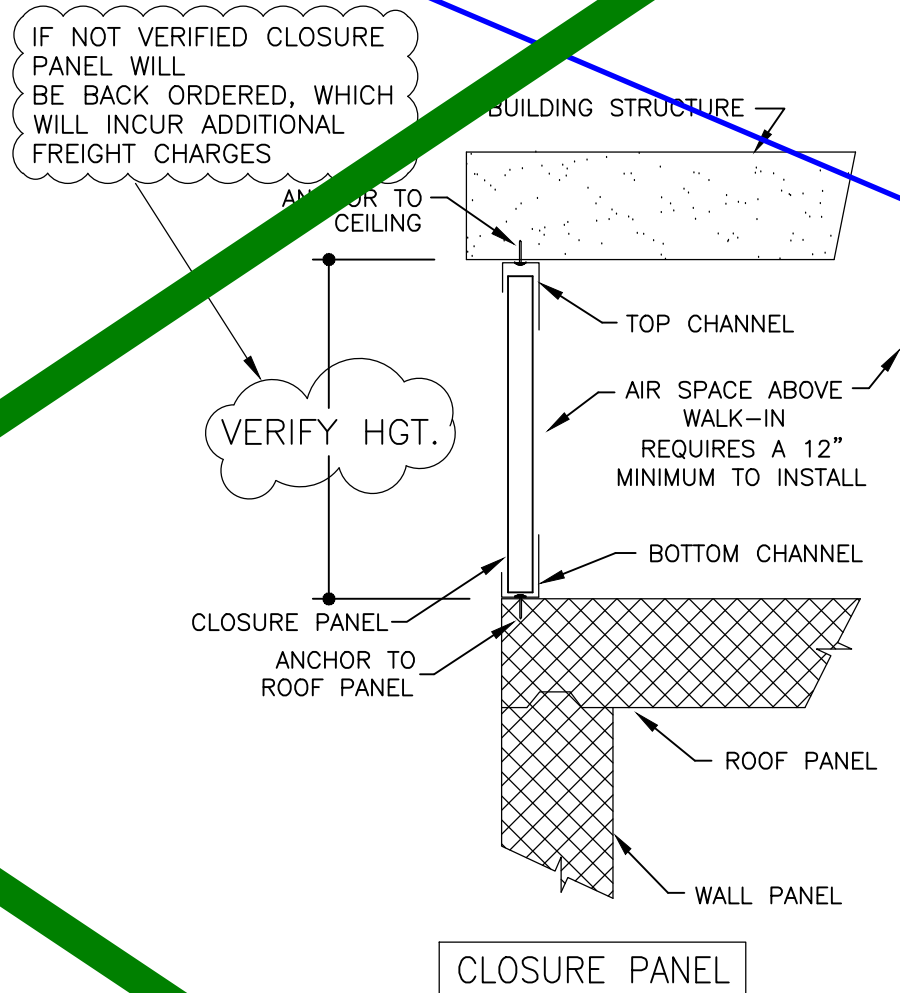 IF NOT VERIFIED CLOSURE
PANEL WILL
BE BACK ORDERED, WHICH
WILL INCUR ADDITIONAL
FREIGHT CHARGES
BUILDING STRUCTURE
ANCHOR TO
CEILING
TOP CHANNEL
AIR SPACE ABOVE
WALK-IN
REQUIRES A 12”
MINIMUM TO INSTALL
VERIFY HGT.
BOTTOM CHANNEL
CLOSURE PANEL
ANCHOR TO
ROOF PANEL
ROOF PANEL
WALL PANEL
CLOSURE PANEL